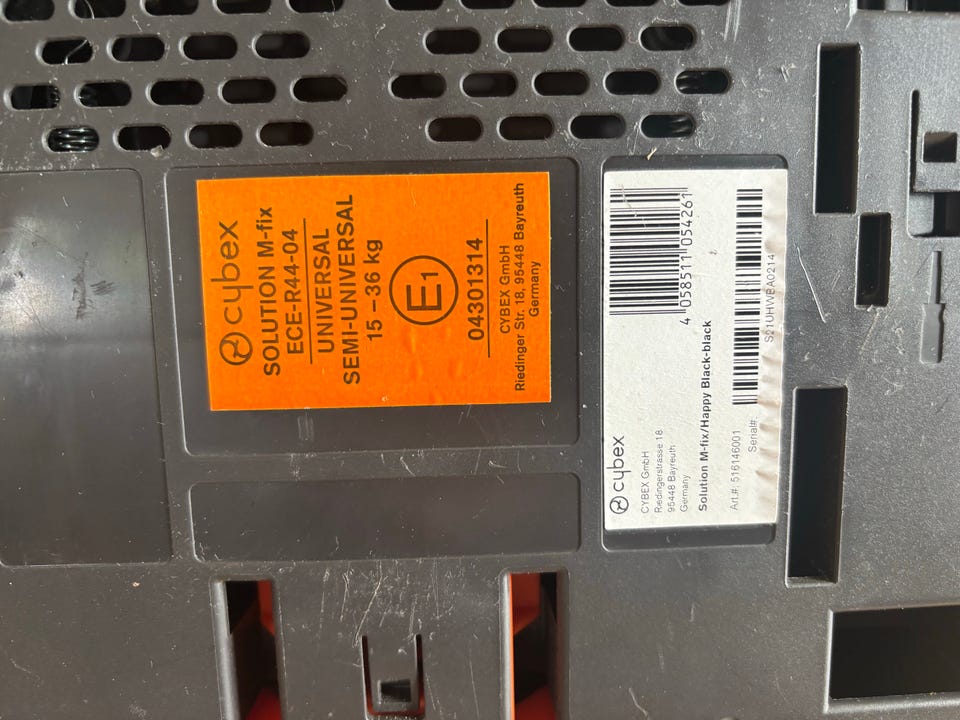 cybex
SOLUTION M-fix
ECE-R44-04
UNIVERSAL
SEMI-UNIVERSAL
15 – 36 kg
E1
04301314
CYBEX GmbH
Riedinger Str. 18, 95448 Bayreuth
Germany
cybex
CYBEX GmbH
Riedingerstrasse 18
95448 Bayreuth
Germany
4 058511 054261
Solution M-fix/Happy Black-black
Art.#: 516146001
Serial#:
S21UHWBA0214